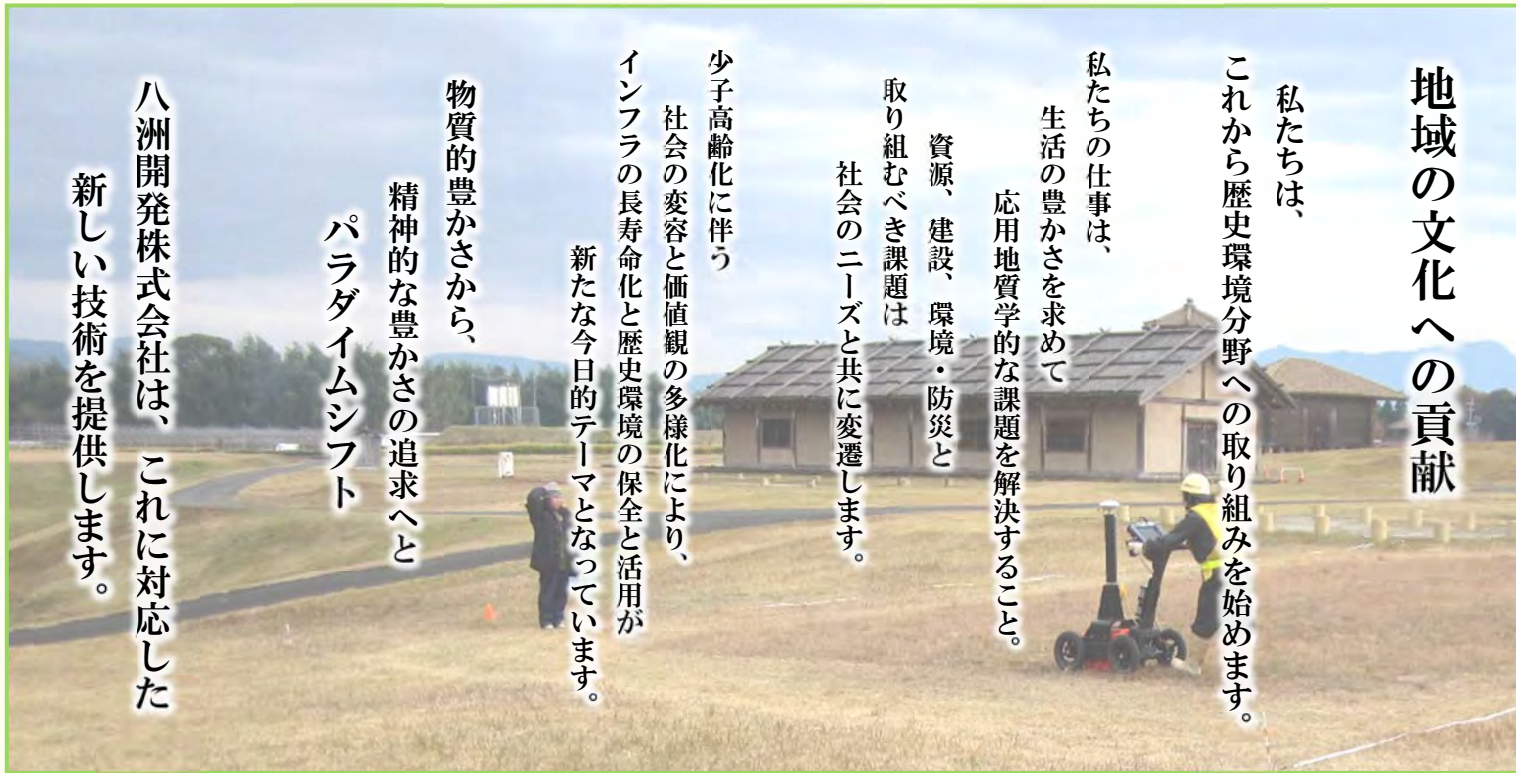 地域の文化への貢献
私たちは、
これから歴史環境分野への取り組みを始めます。
私たちの仕事は、
生活の豊かさを求めて
応用地質学的な課題を解決すること。
資源、建設、環境・防災と
取り組むべき課題は
社会のニーズと共に変遷します。
少子高齢化に伴う
社会の変容と価値観の多様化により、
インフラの長寿命化と歴史環境の保全と活用が
新たな今日的テーマとなっています。
物質的豊かさから、
精神的な豊かさの追求へと
パラダイムシフト
八洲開発株式会社は、これに対応した
新しい技術を提供します。